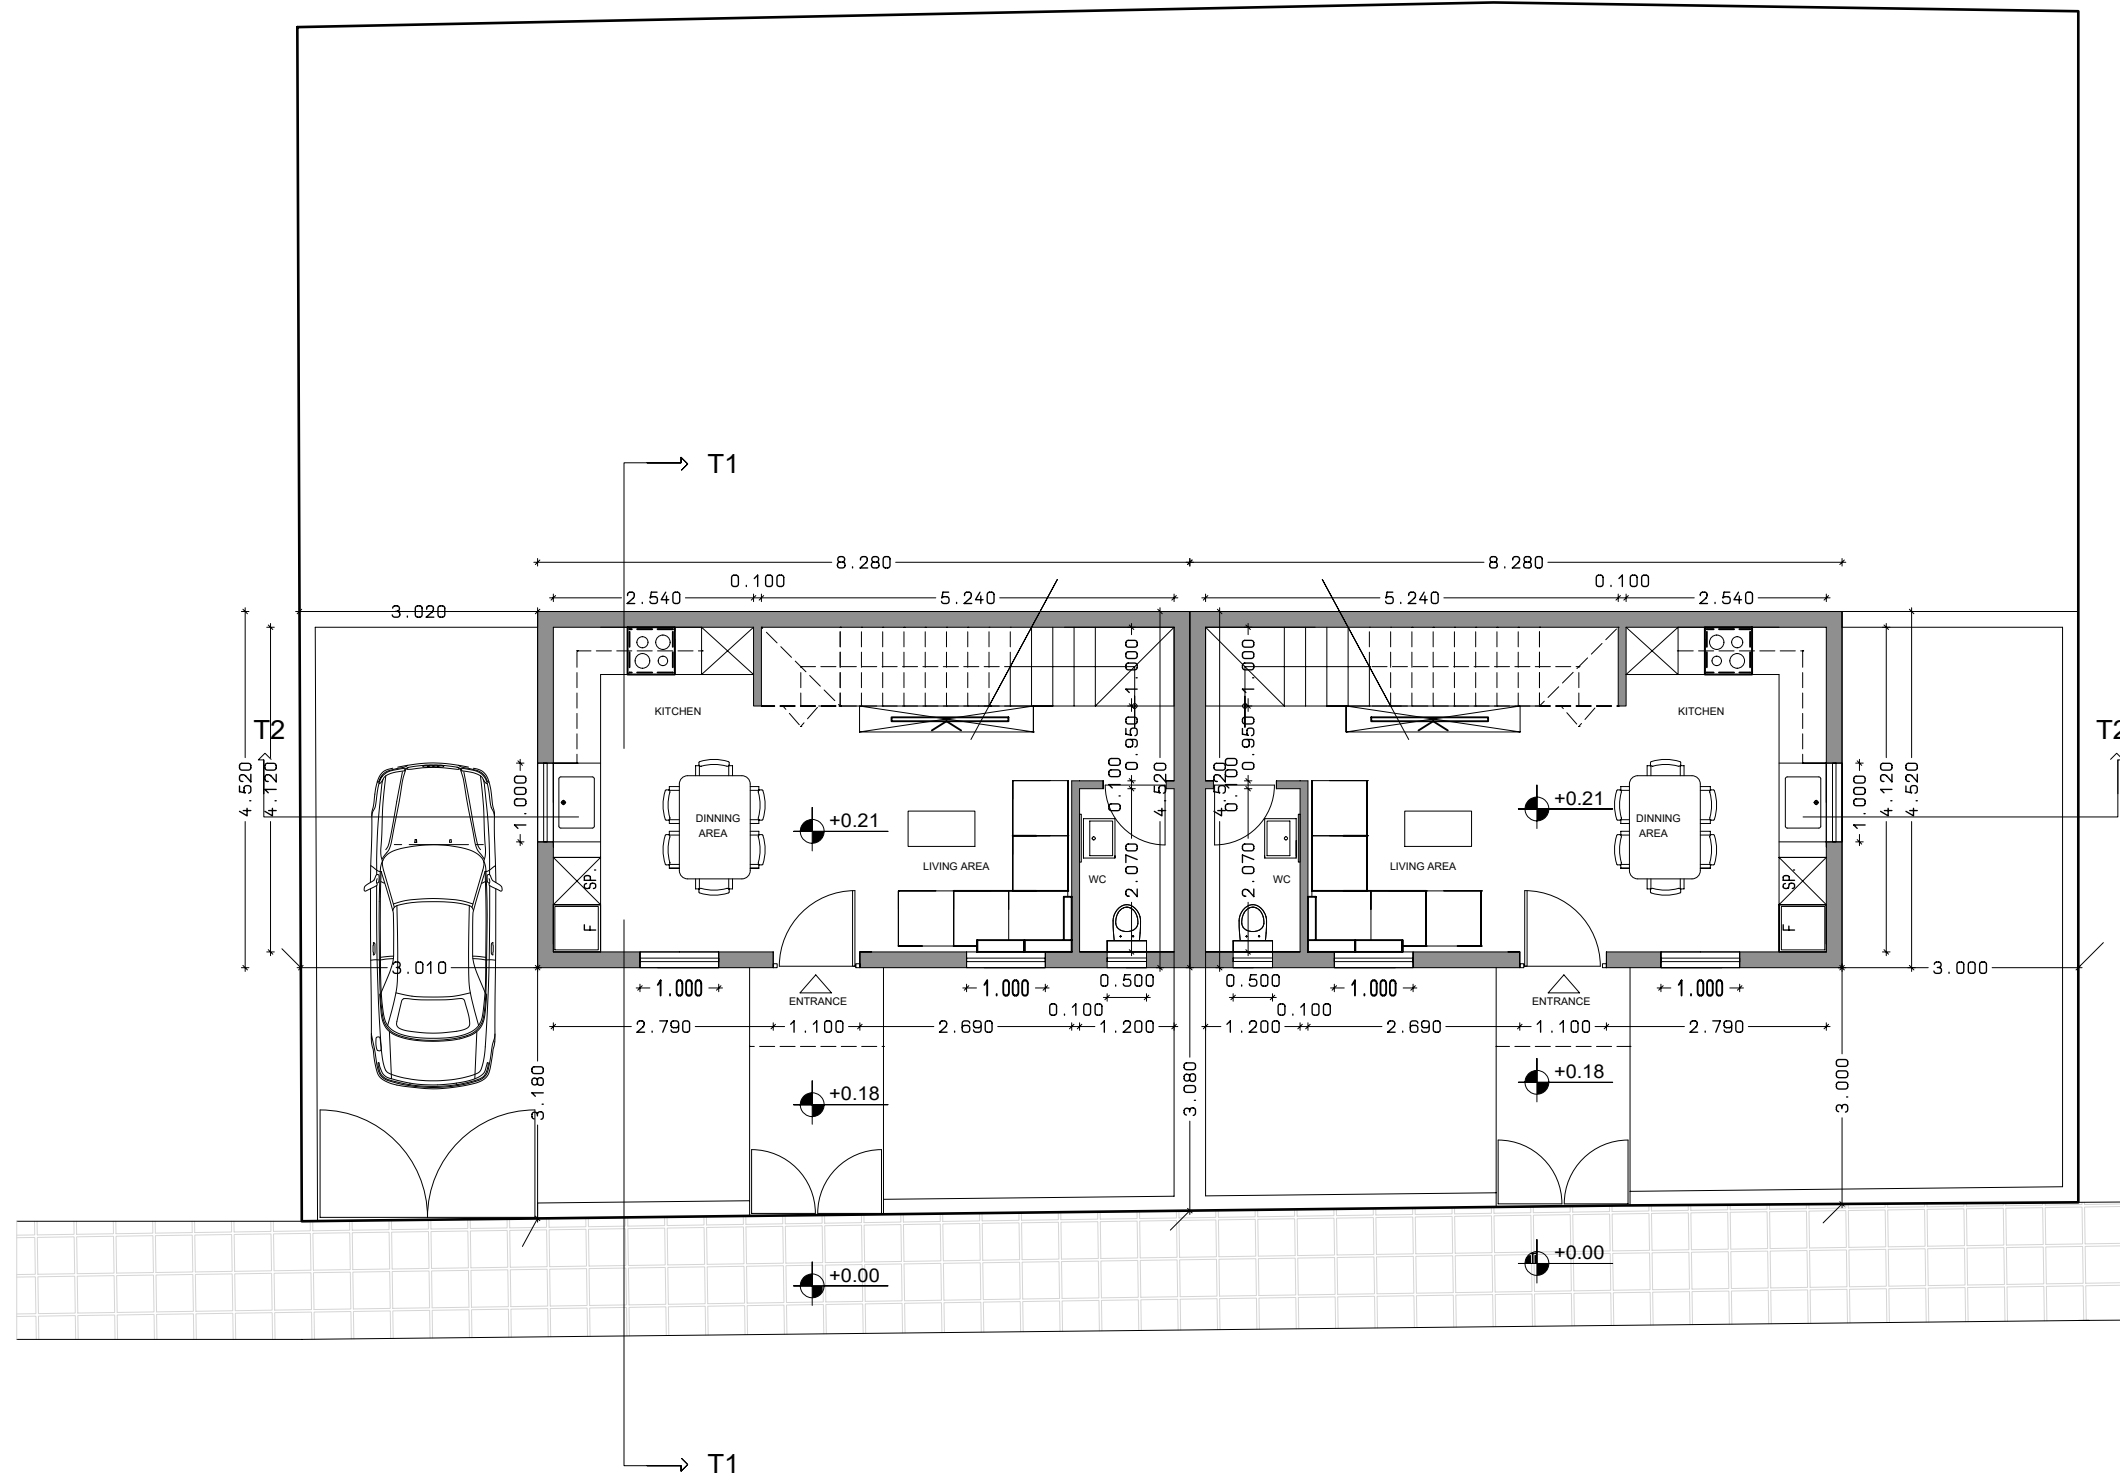 T1
8.280
8.280
0.100
0.100
2.540
5.240
5.240
2.540
3.020
1.000
1.000
KITCHEN
KITCHEN
T2
T2
0.950
0.950
4.520
4.120
1.000
0.100
4.520
4.520
0.100
1.000
4.120
4.520
DINNING
AREA
+0.21
+0.21
DINNING
AREA
LIVING AREA
LIVING AREA
SP.
WC
2.070
2.070
WC
SP.
F
F
3.010
3.000
1.000
ENTRANCE
1.000
0.500
0.500
1.000
ENTRANCE
1.000
0.100
0.100
2.790
1.100
2.690
1.200
1.200
2.690
1.100
2.790
3.180
+0.18
3.080
+0.18
3.000
+0.00
+0.00
T1